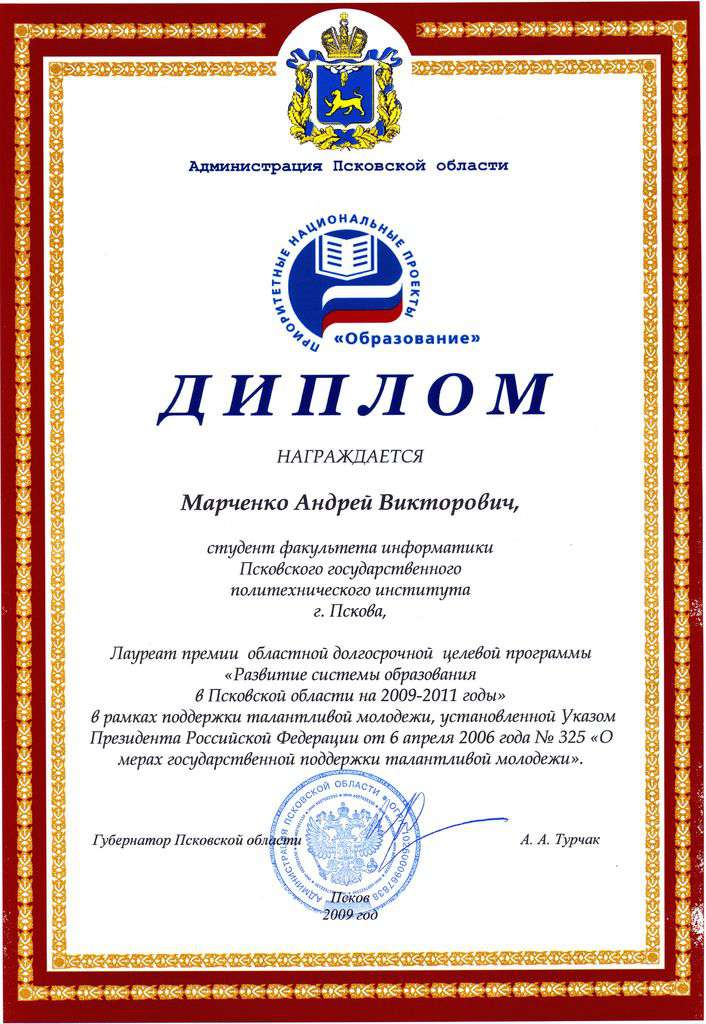 Администрация Псковской области
ПРИОРИТЕТНЫЕ НАЦИОНАЛЬНЫЕ ПРОЕКТЫ
«Образование»
ДИПЛОМ
НАГРАЖДАЕТСЯ
Марченко Андрей Викторович,
студент факультета информатики
Псковского государственного
политехнического института
г. Пскова,
Лауреат премии областной долгосрочной целевой программы
«Развитие системы образования
в Псковской области на 2009-2011 годы»
в рамках поддержки талантливой молодежи, установленной Указом
Президента Российской Федерации от 6 апреля 2006 года № 325 «О
мерах государственной поддержки талантливой молодежи».
Губернатор Псковской области
А. А. Турчак
АДМИНИСТРАЦИЯ ПСКОВСКОЙ ОБЛАСТИ
Псков
2009 год